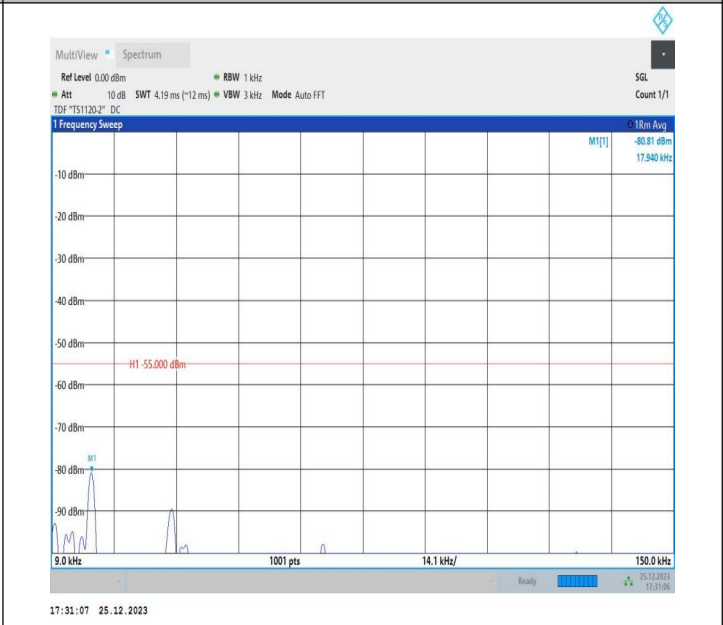 R S
MultiView Spectrum
Ref Level 0.00 dBm RBW 1 kHz SGL
Att 10 dB SWT 4.19 ms (~12 ms) VBW 3 kHz Mode Auto FFT Count 1/1
TDF "TS1120-2" DC
1 Frequency Sweep 1Rm Avg
M1[1] -80.81 dBm
17.940 kHz
-10 dBm
-20 dBm
-30 dBm
-40 dBm
-50 dBm
H1 -55.000 dBm
-60 dBm
-70 dBm
M1
-80 dBm
-90 dBm
9.0 kHz 1001 pts 14.1 kHz/ 150.0 kHz
Ready 25.12.2023
17:31:06
17:31:07 25.12.2023